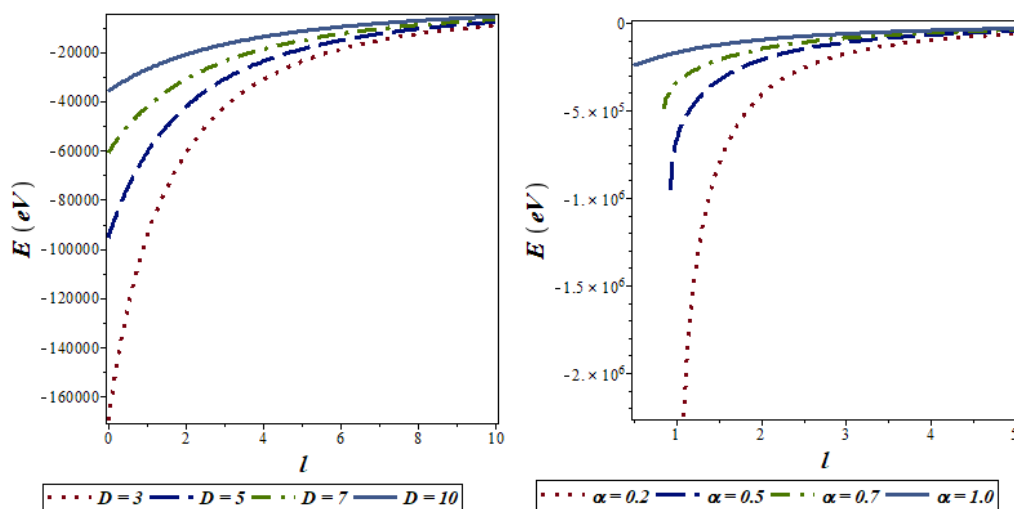 -20000
-40000
-60000
-80000
-100000
-120000
-140000
-160000
E (eV)
0 2 4 6 8 10
l
D = 3 D = 5 D = 7 D = 10
0
-5. × 10⁵
-1. × 10⁶
-1.5 × 10⁶
-2. × 10⁶
E (eV)
1 2 3 4 5
l
α = 0.2 α = 0.5 α = 0.7 α = 1.0